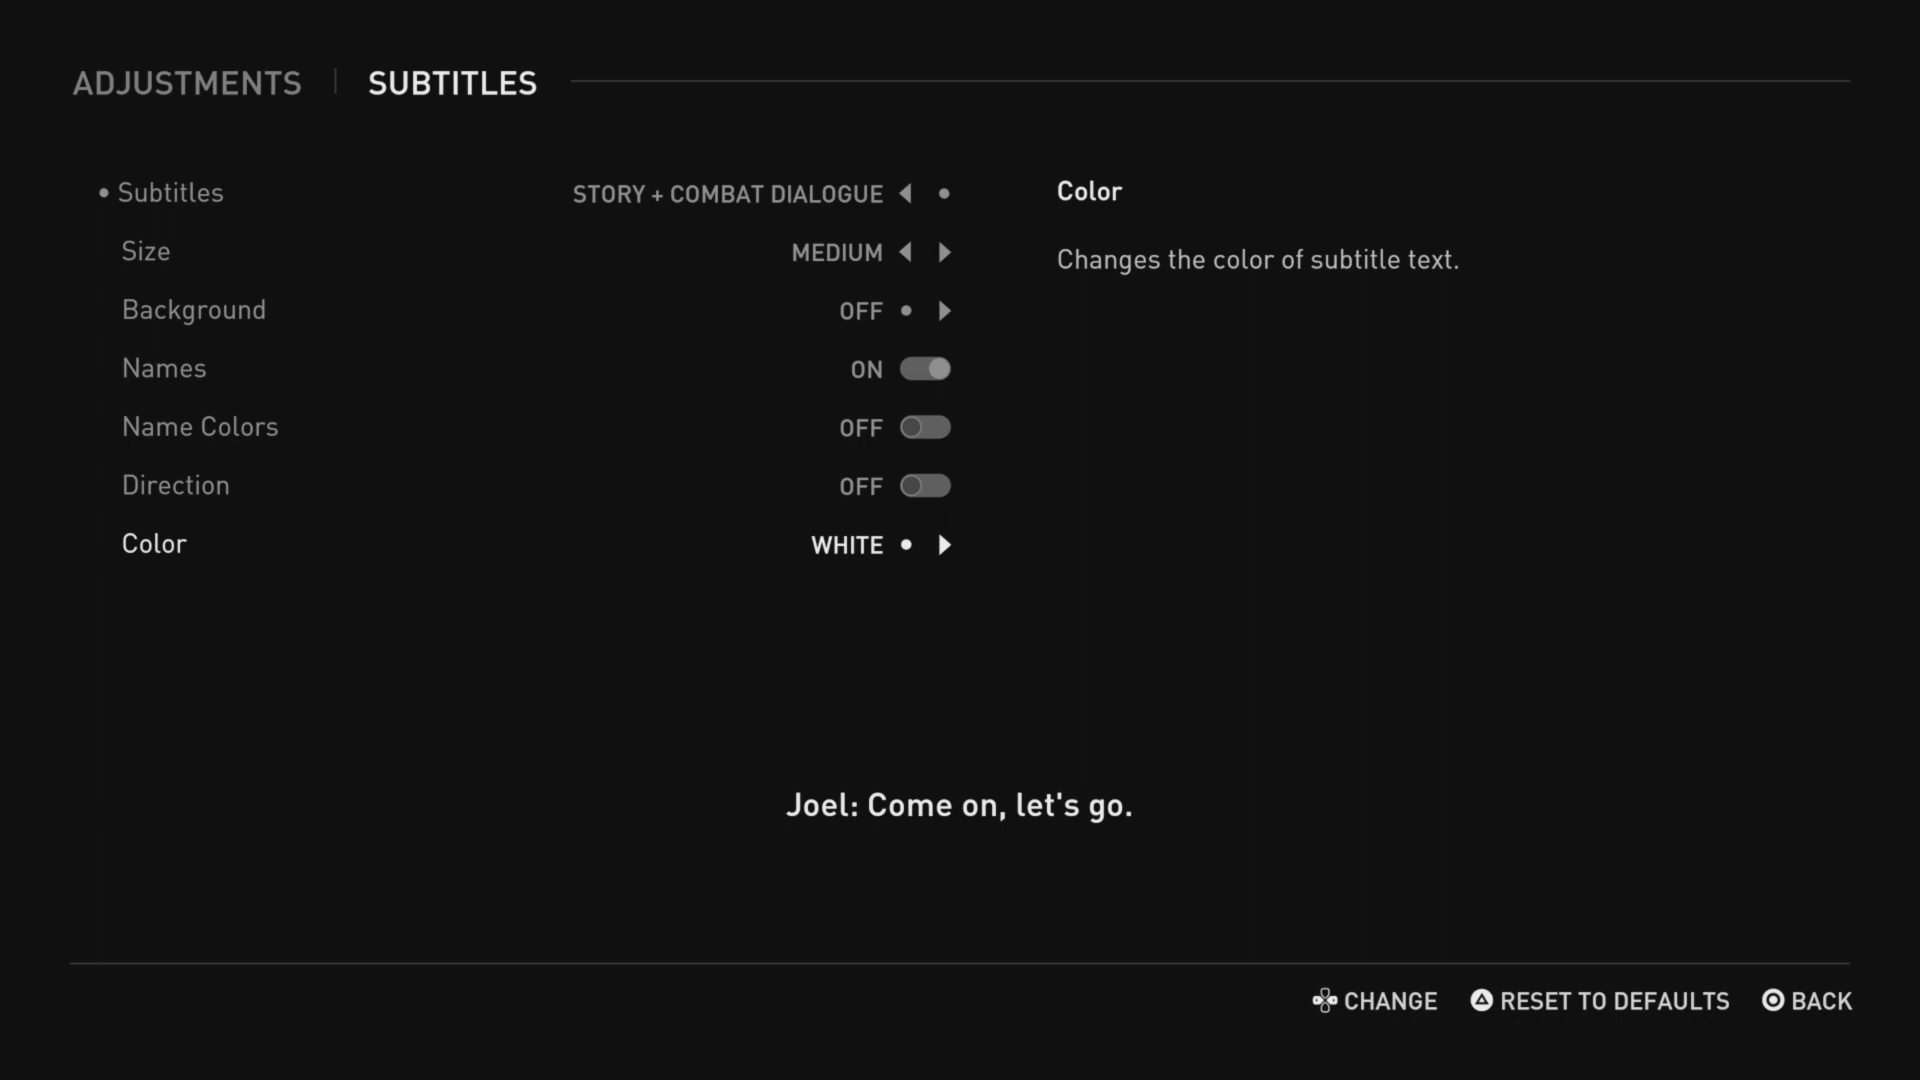 ADJUSTMENTS
SUBTITLES
Subtitles STORY + COMBAT DIALOGUE
Size MEDIUM
Background OFF
Names ON
Name Colors OFF
Direction OFF
Color WHITE
Color
Changes the color of subtitle text.
Joel: Come on, let's go.
CHANGE RESET TO DEFAULTS BACK